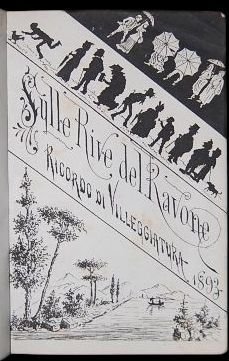 Sulle Rive del Ravone
RICORDO DI VILLEGGIATURA
1893